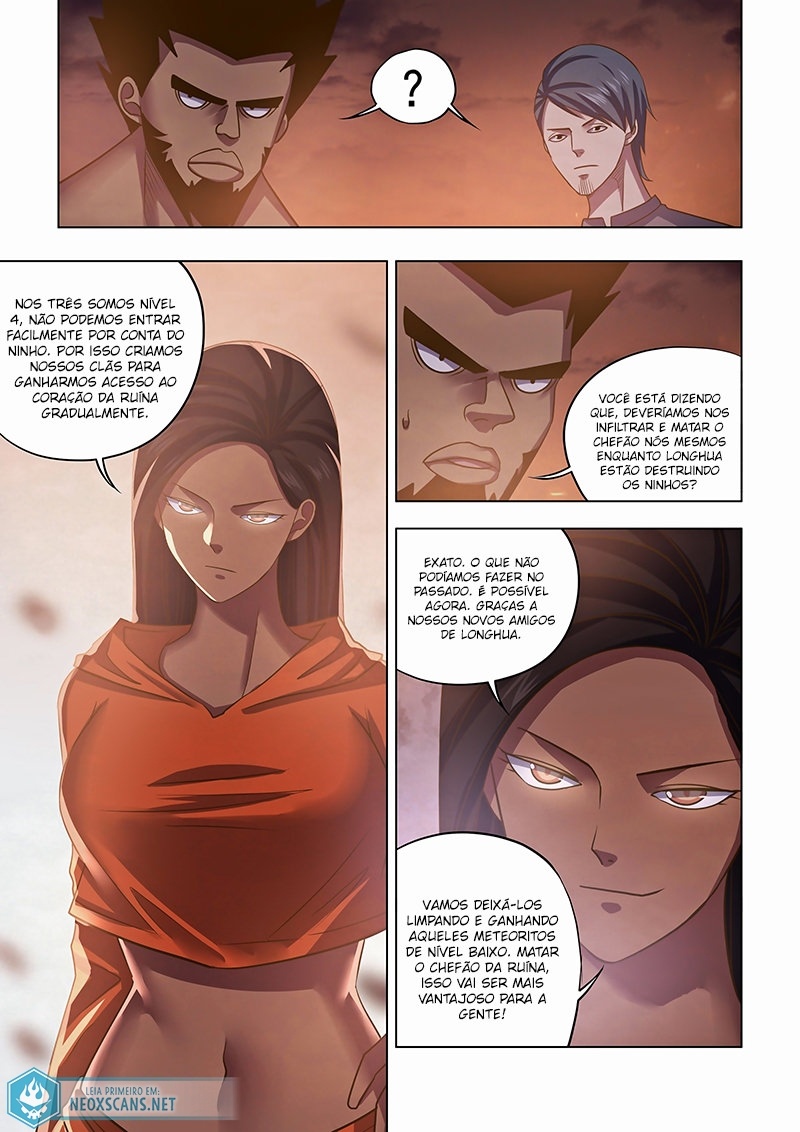 ?
NOS TRÊS SOMOS NÍVEL
4, NÃO PODEMOS ENTRAR
FACILMENTE POR CONTA DO
NINHO. POR ISSO CRIAMOS
NOSSOS CLÃS PARA
GANHARMOS ACESSO AO
CORAÇÃO DA RUÍNA
GRADUALMENTE.
VOCÊ ESTÁ DIZENDO
QUE, DEVERÍAMOS NOS
INFILTRAR E MATAR O
CHEFÃO NÓS MESMOS
ENQUANTO LONGHUA
ESTÃO DESTRUINDO
OS NINHOS?
EXATO. O QUE NÃO
PODÍAMOS FAZER NO
PASSADO. É POSSÍVEL
AGORA. GRAÇAS A
NOSSOS NOVOS AMIGOS
DE LONGHUA.
VAMOS DEIXÁ-LOS
LIMPANDO E GANHANDO
AQUELES METEORITOS
DE NÍVEL BAIXO. MATAR
O CHEFÃO DA RUÍNA,
ISSO VAI SER MAIS
VANTAJOSO PARA A
GENTE!
LEIA PRIMEIRO EM:
NEOXSCANS.NET